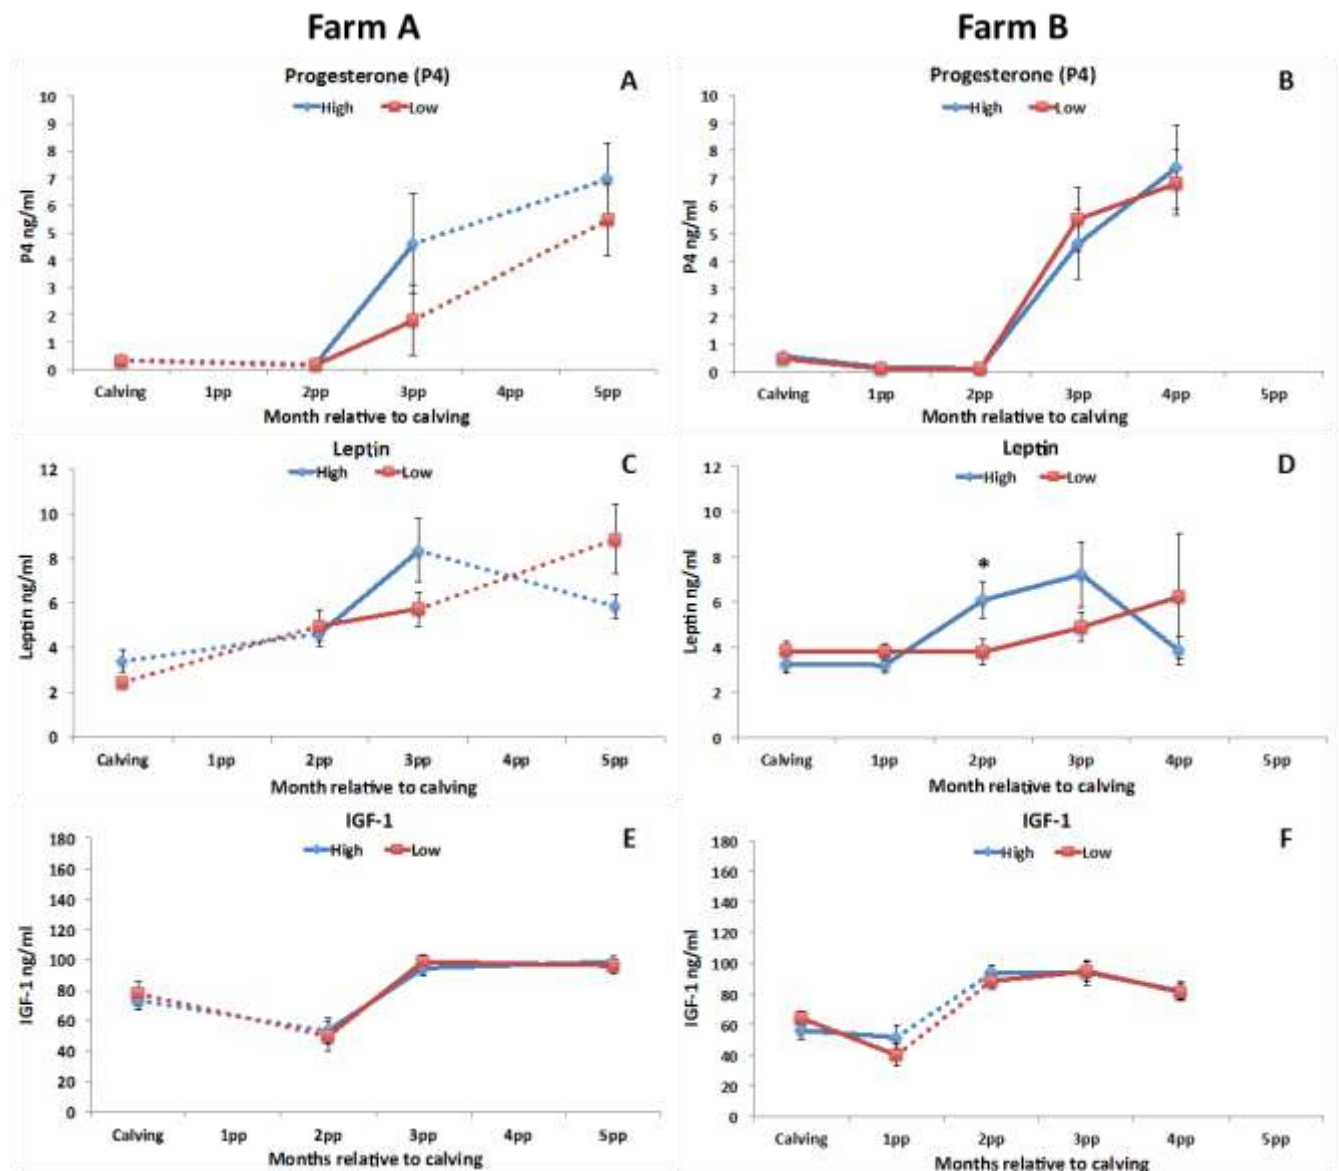 Farm A
Farm B
Progesterone (P4)
A
High
Low
10
9
8
7
6
5
4
3
2
1
0
P4 ng/ml
Calving
1pp
2pp
3pp
4pp
5pp
Month relative to calving
Progesterone (P4)
B
High
Low
10
9
8
7
6
5
4
3
2
1
0
P4 ng/ml
Calving
1pp
2pp
3pp
4pp
5pp
Month relative to calving
Leptin
C
High
Low
12
10
8
6
4
2
0
Leptin ng/ml
Calving
1pp
2pp
3pp
4pp
5pp
Month relative to calving
Leptin
D
High
Low
12
10
8
6
4
2
0
Leptin ng/ml
*
Calving
1pp
2pp
3pp
4pp
5pp
Month relative to calving
IGF-1
E
High
Low
180
160
140
120
100
80
60
40
20
0
IGF-1 ng/ml
Calving
1pp
2pp
3pp
4pp
5pp
Months relative to calving
IGF-1
F
High
Low
180
160
140
120
100
80
60
40
20
0
IGF-1 ng/ml
Calving
1pp
2pp
3pp
4pp
5pp
Months relative to calving